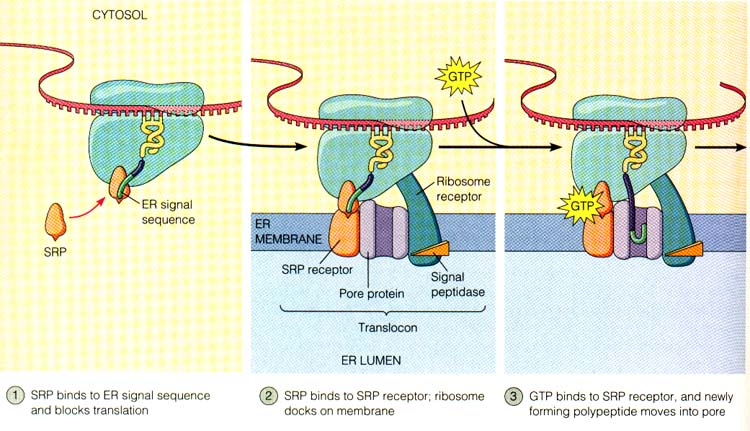 CYTOSOL
ER signal
sequence
SRP
1 SRP binds to ER signal sequence
and blocks translation
GTP
Ribosome
receptor
ER
MEMBRANE
SRP receptor
Pore protein
Signal
peptidase
Translocon
ER LUMEN
2 SRP binds to SRP receptor; ribosome
docks on membrane
GTP
3 GTP binds to SRP receptor, and newly
forming polypeptide moves into pore